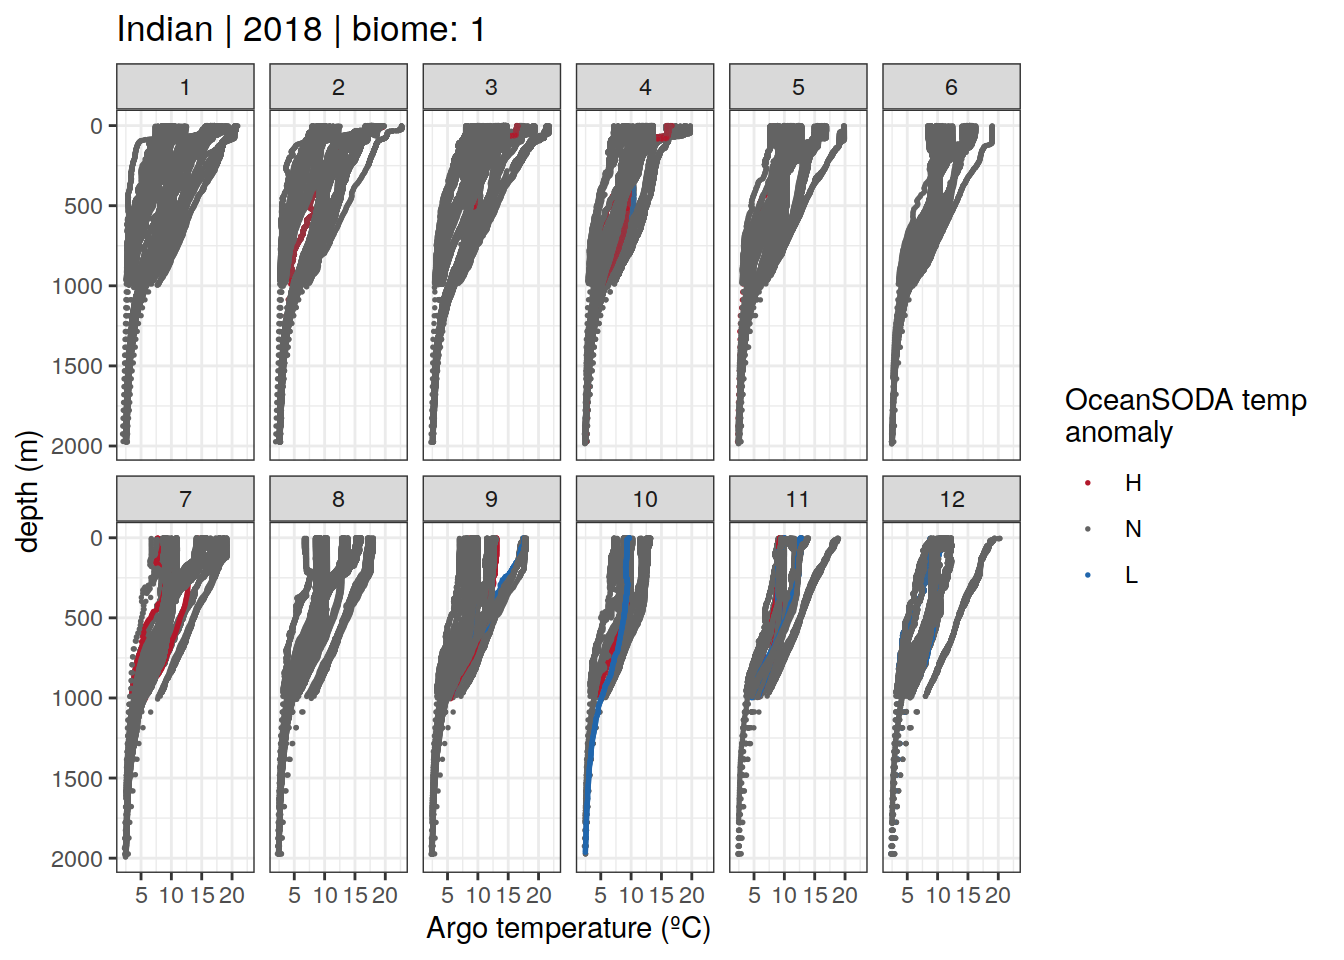 Indian | 2018 | biome: 1
1 2 3 4 5 6
0
500
1000
1500
2000
7 8 9 10 11 12
0
500
1000
1500
2000
5 10 15 20 5 10 15 20 5 10 15 20 5 10 15 20 5 10 15 20 5 10 15 20
Argo temperature (ºC)
depth (m)
OceanSODA temp
anomaly
H
N
L